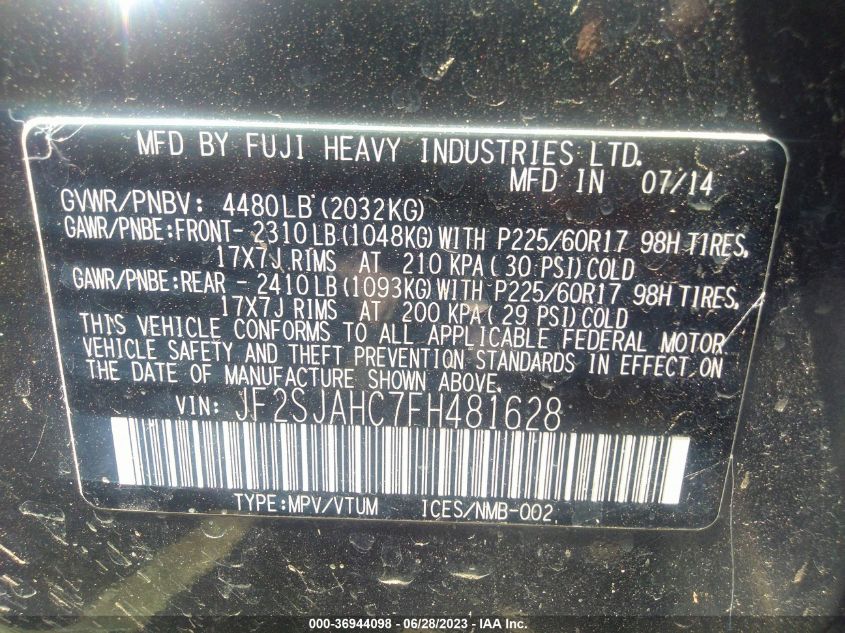 MFD BY FUJI HEAVY INDUSTRIES LTD.
MFD IN 07/14
GVWR/PNBV: 4480LB(2032KG)
GAWR/PNBE:FRONT- 2310LB(1048KG)WITH P225/60R17 98H TIRES,
17X7J RIMS AT 210 KPA(30 PSI)COLD
GAWR/PNBE:REAR - 2410LB(1093KG)WITH P225/60R17 98H TIRES,
17X7J RIMS AT 200 KPA(29 PSI)COLD
THIS VEHICLE CONFORMS TO ALL APPLICABLE FEDERAL MOTOR
VEHICLE SAFETY AND THEFT PREVENTION STANDARDS IN EFFECT ON
THE DATE OF MANUFACTURE SHOWN ABOVE.
VIN: JF2SJAHC7FH481628
TYPE:MPV/VTUM ICES/NMB-002
000-36944098 - 06/28/2023 - IAA Inc.